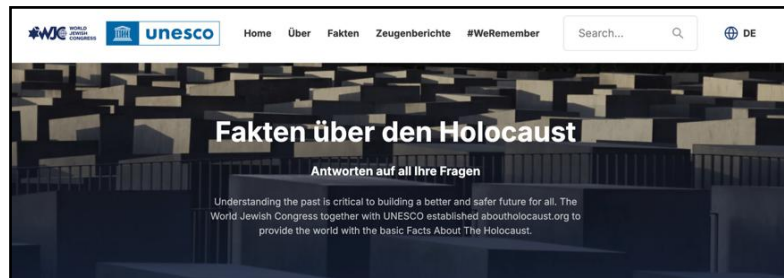 WJC WORLD JEWISH CONGRESS
unesco
Home Über Fakten Zeugenberichte #WeRemember Search... DE
Fakten über den Holocaust
Antworten auf all Ihre Fragen
Understanding the past is critical to building a better and safer future for all. The
World Jewish Congress together with UNESCO established aboutholocaust.org to
provide the world with the basic Facts About The Holocaust.